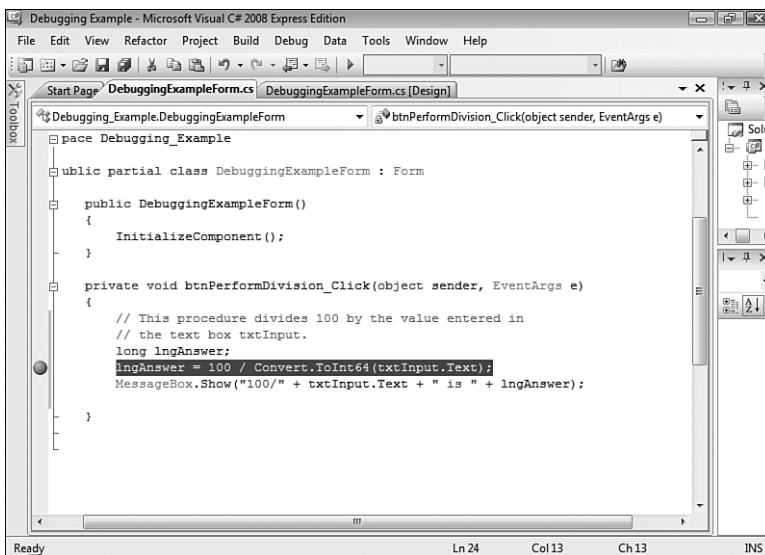 Debugging Example - Microsoft Visual C# 2008 Express Edition
File Edit View Refactor Project Build Debug Data Tools Window Help
Start Page DebuggingExampleForm.cs DebuggingExampleForm.cs [Design]
Toolbox
Debugging_Example.DebuggingExampleForm btnPerformDivision_Click(object sender, EventArgs e)
Solu
pace Debugging_Example
ublic partial class DebuggingExampleForm : Form
public DebuggingExampleForm()
{
InitializeComponent();
}
private void btnPerformDivision_Click(object sender, EventArgs e)
{
// This procedure divides 100 by the value entered in
// the text box txtInput.
long lngAnswer;
lngAnswer = 100 / Convert.ToInt64(txtInput.Text);
MessageBox.Show("100/" + txtInput.Text + " is " + lngAnswer);
}
Ready Ln 24 Col 13 Ch 13 INS